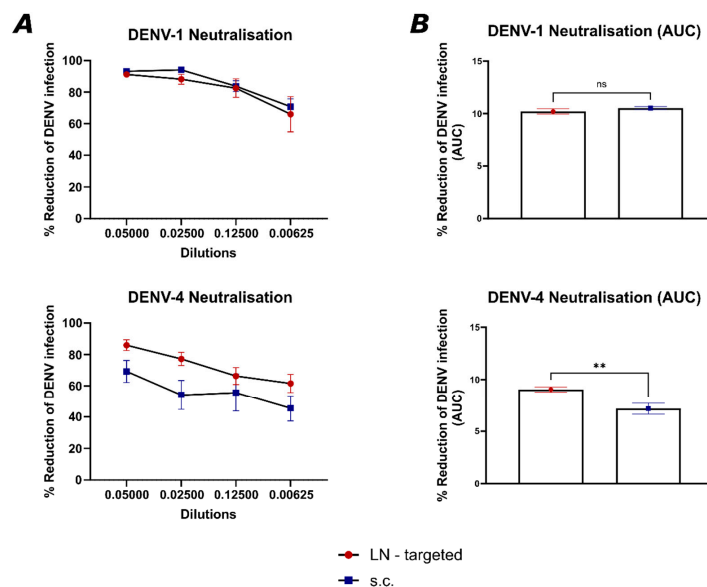 A
DENV-1 Neutralisation
% Reduction of DENV infection
100
80
60
40
20
0
0.05000
0.02500
0.12500
0.00625
Dilutions
B
DENV-1 Neutralisation (AUC)
% Reduction of DENV infection
(AUC)
15
10
5
0
ns
DENV-4 Neutralisation
% Reduction of DENV infection
100
80
60
40
20
0
0.05000
0.02500
0.12500
0.00625
Dilutions
DENV-4 Neutralisation (AUC)
% Reduction of DENV infection
(AUC)
15
10
5
0
**
LN - targeted
s.c.